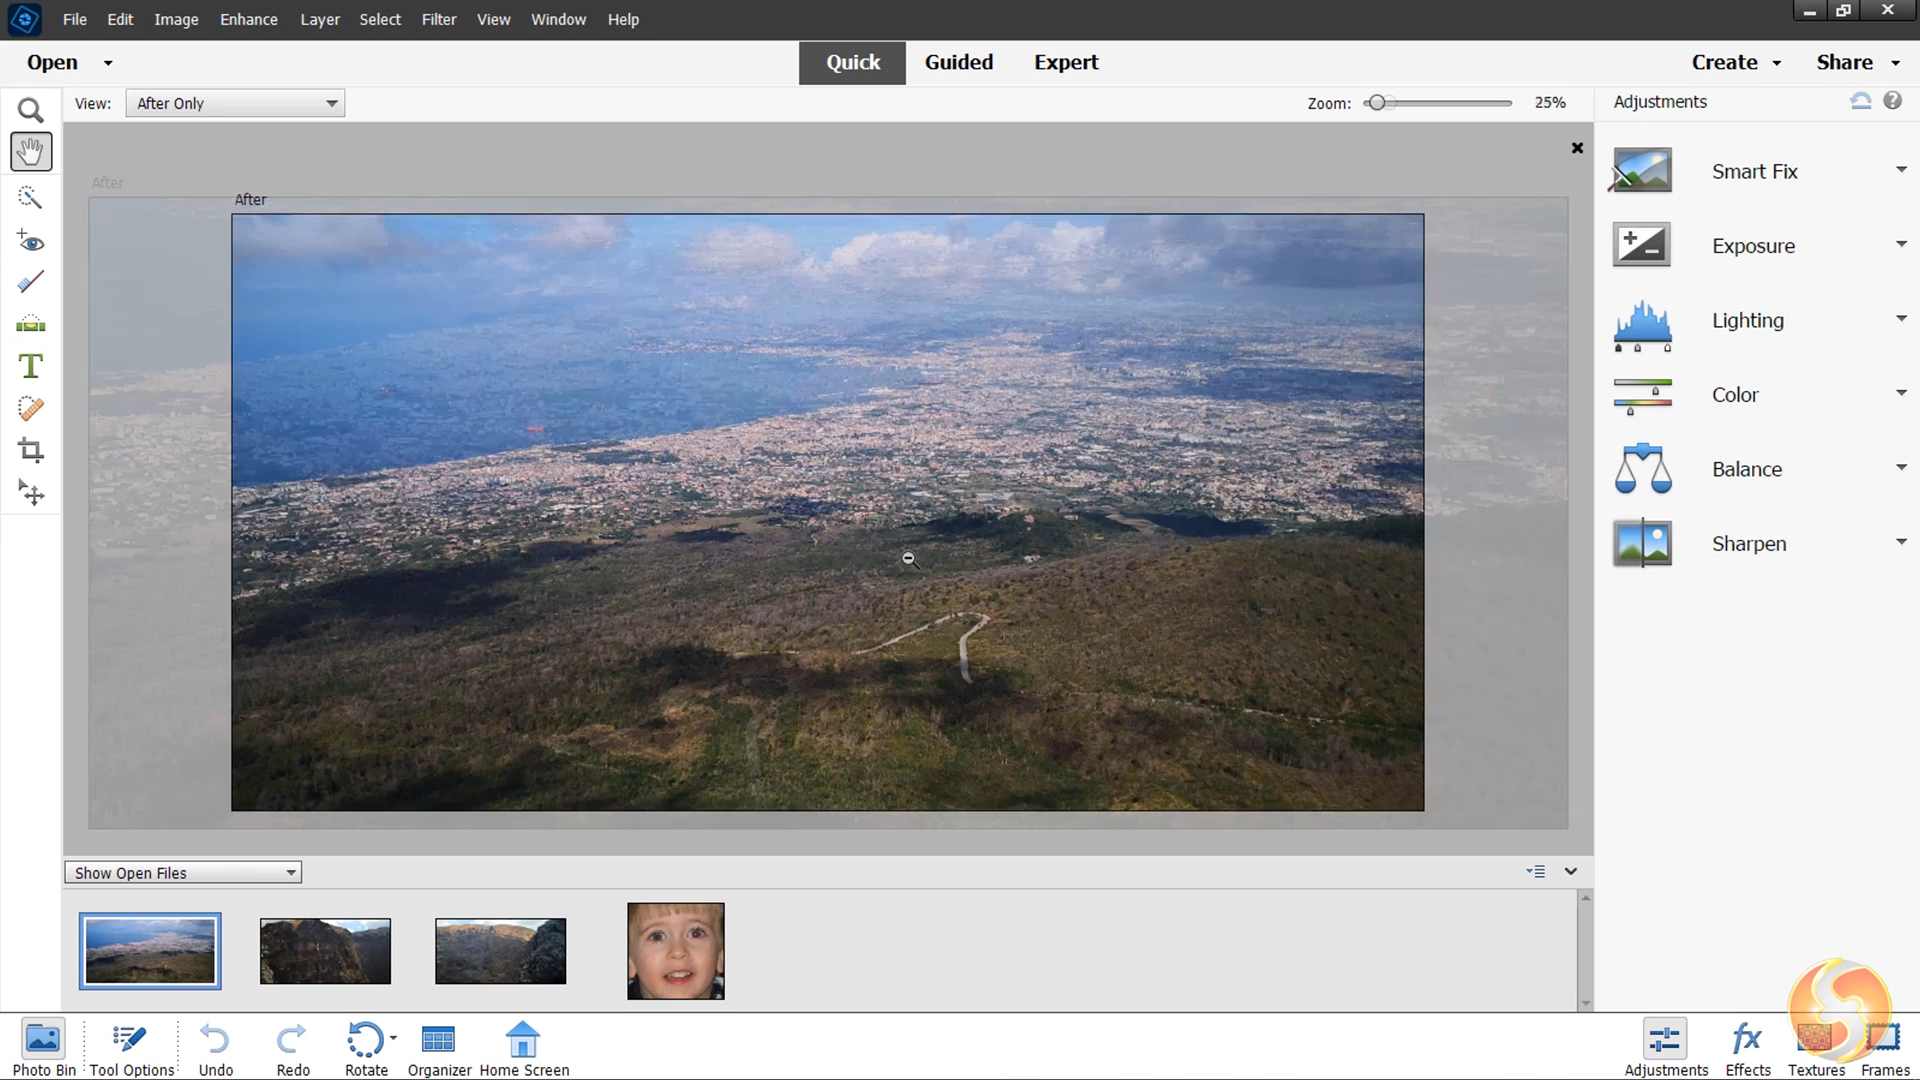 File Edit Image Enhance Layer Select Filter View Window Help
Open Quick Guided Expert Create Share
View: After Only Zoom: 25% Adjustments
After
After
Smart Fix
Exposure
Lighting
Color
Balance
Sharpen
T
Show Open Files
fx
Photo Bin Tool Options Undo Redo Rotate Organizer Home Screen Adjustments Effects Textures Frames